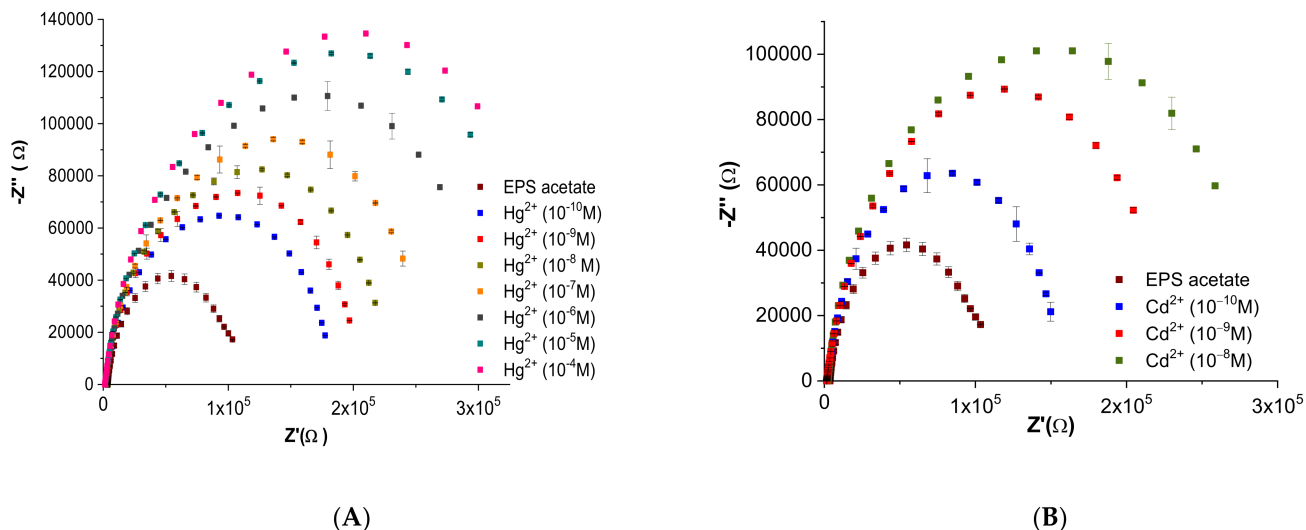 140000
120000
100000
80000
60000
40000
20000
0
-Z'' ( Ω)
0
1x10⁵
2x10⁵
3x10⁵
Z'(Ω )
EPS acetate
Hg²⁺ (10⁻¹⁰M)
Hg²⁺ (10⁻⁹M)
Hg²⁺ (10⁻⁸ M)
Hg²⁺ (10⁻⁷M)
Hg²⁺ (10⁻⁶M)
Hg²⁺ (10⁻⁵M)
Hg²⁺ (10⁻⁴M)
(A)
100000
80000
60000
40000
20000
0
-Z'' (Ω)
0
1x10⁵
2x10⁵
3x10⁵
Z'(Ω)
EPS acetate
Cd²⁺ (10⁻¹⁰M)
Cd²⁺ (10⁻⁹M)
Cd²⁺ (10⁻⁸M)
(B)